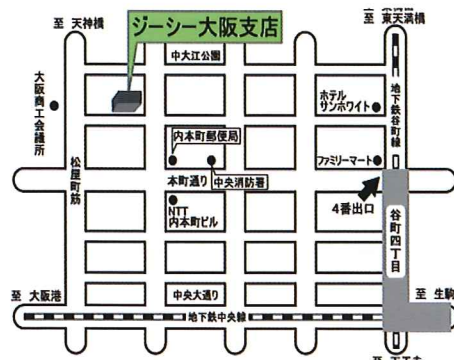 至 天神橋
ジーシー大阪支店
至
東天満橋
中大江公園
大阪商工会議所
ホテル
サンホワイト
地下鉄谷町線
内本町郵便局
ファミリーマート
松屋町筋
本町通り
中央消防署
4番出口
NTT
内本町ビル
谷町四丁目
至 大阪港
中央大通り
至 生駒
地下鉄中央線